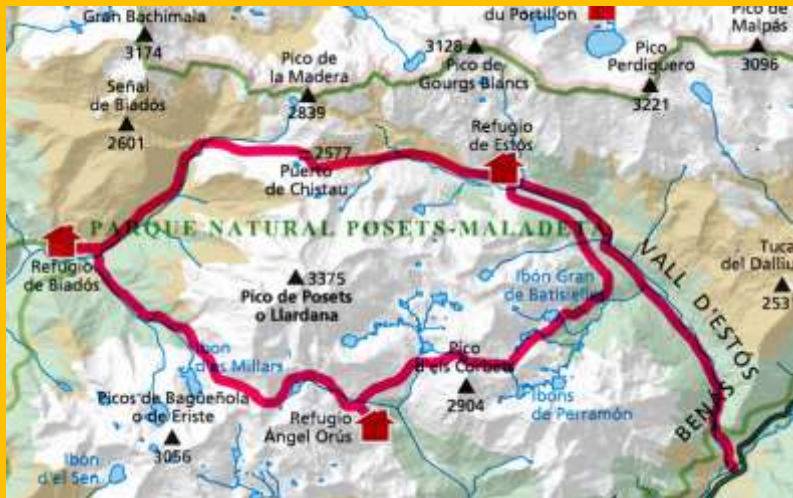 Gran Bachimala
3174
Señal
de Biadós
2601
Pico de
la Madera
2839
3128
Pico de
Gourgs Blancs
du Portillon
Pico
Perdiguero
3221
Pico de
Malpás
3096
Refugio
de Estós
2577
Puerto
de Chistau
PARQUE NATURAL POSETS-MALADETA
Refugio
de Biadós
3375
Pico de Posets
o Llardana
Ibón Gran
de Batisielles
VALL D'ESTÓS
Tuca
del Dalliu
253
Ibón
d'es Millars
Pico
d'els Corbets
2904
Ibons
de Perramón
Picos de Bagüeñola
o de Eriste
3056
Refugio
Ángel Orús
BENÁS
Ibón
d'el Sen